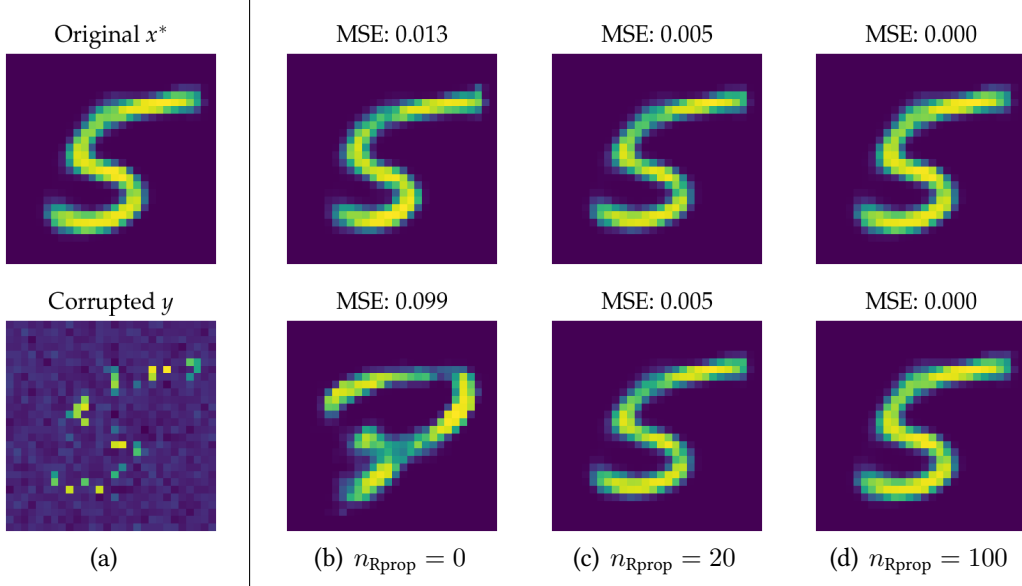 Original x*
MSE: 0.013
MSE: 0.005
MSE: 0.000
Corrupted y
MSE: 0.099
MSE: 0.005
MSE: 0.000
(a)
(b) n_Rprop = 0
(c) n_Rprop = 20
(d) n_Rprop = 100